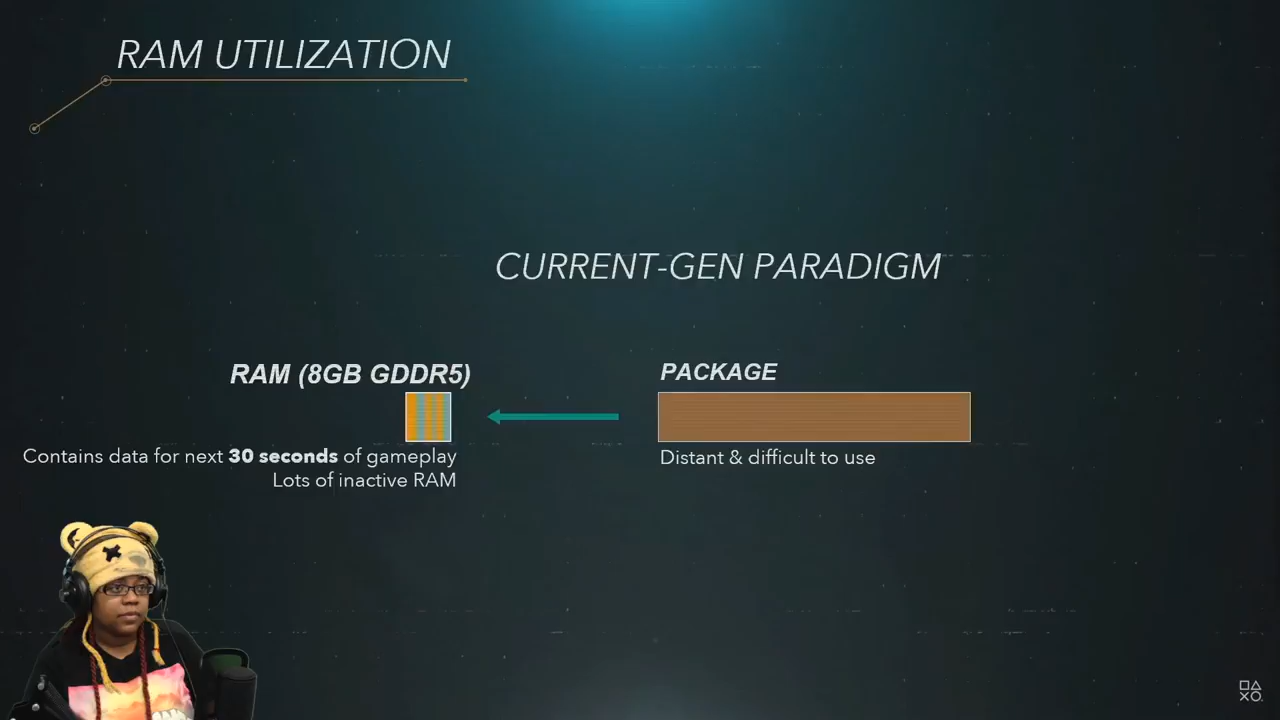 RAM UTILIZATION
CURRENT-GEN PARADIGM
RAM (8GB GDDR5)
PACKAGE
Contains data for next 30 seconds of gameplay
Lots of inactive RAM
Distant & difficult to use